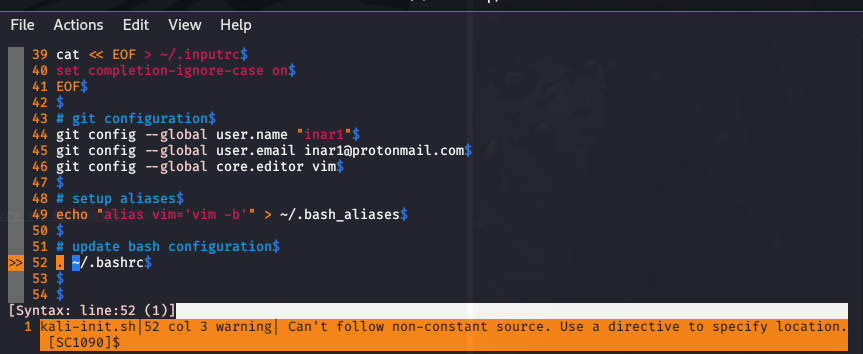 File Actions Edit View Help
39 cat << EOF > ~/.inputrc$
40 set completion-ignore-case on$
41 EOF$
42 $
43 # git configuration$
44 git config --global user.name "inar1"$
45 git config --global user.email inar1@protonmail.com$
46 git config --global core.editor vim$
47 $
48 # setup aliases$
49 echo "alias vim='vim -b'" > ~/.bash_aliases$
50 $
51 # update bash configuration$
>> 52 . ~/.bashrc$
53 $
54 $
[Syntax: line:52 (1)]
1 kali-init.sh|52 col 3 warning| Can't follow non-constant source. Use a directive to specify location.
[SC1090]$